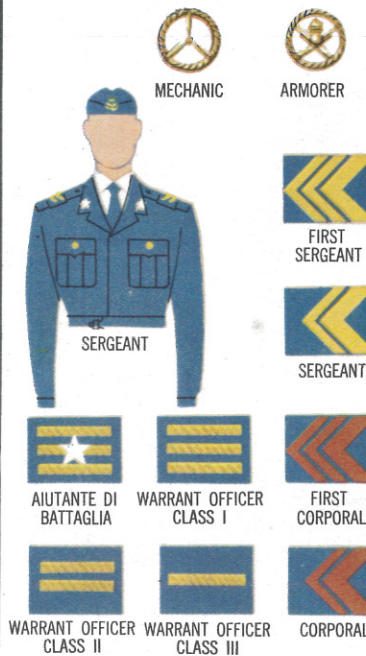 MECHANIC
ARMORER
FIRST
SERGEANT
SERGEANT
SERGEANT
AIUTANTE DI
BATTAGLIA
WARRANT OFFICER
CLASS I
FIRST
CORPORAL
WARRANT OFFICER
CLASS II
WARRANT OFFICER
CLASS III
CORPORAL